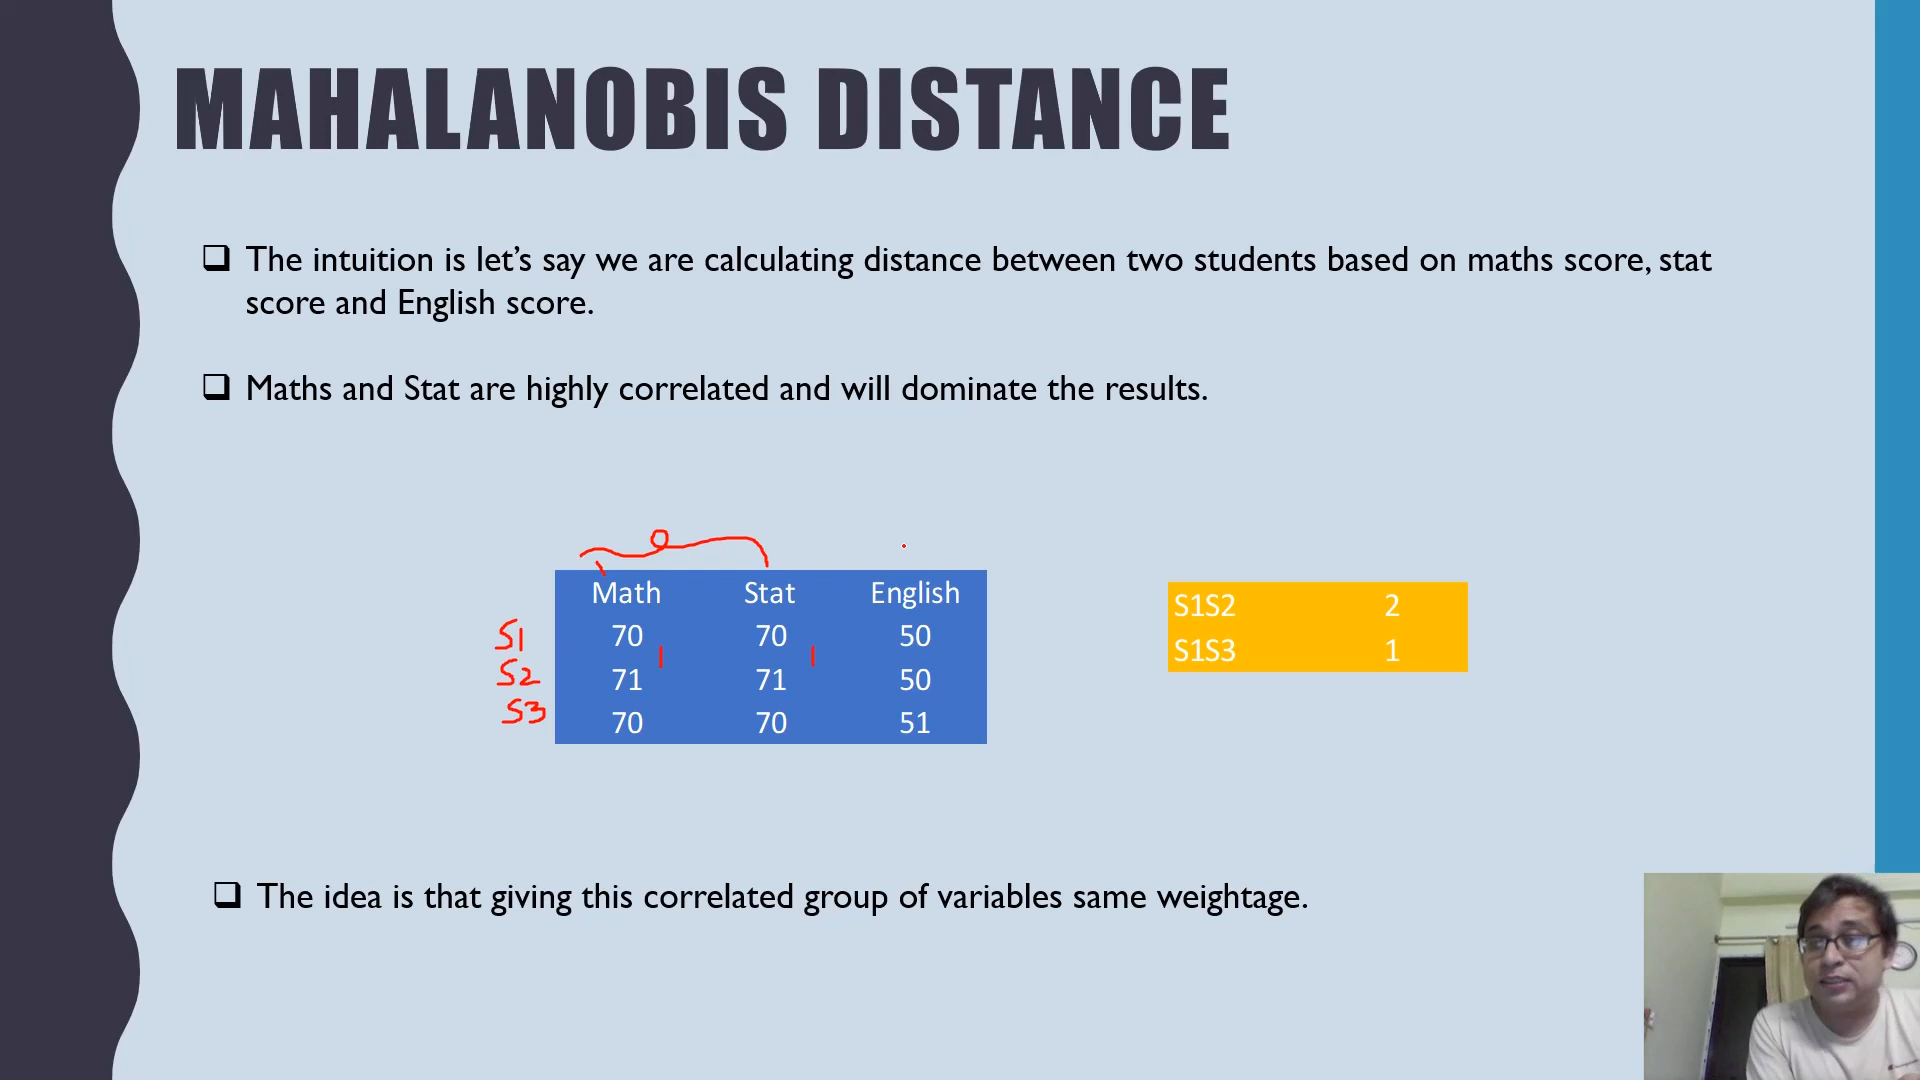 MAHALANOBIS DISTANCE
❑ The intuition is let’s say we are calculating distance between two students based on maths score, stat
score and English score.
❑ Maths and Stat are highly correlated and will dominate the results.
Math Stat English
S1 70 70 50
S2 71 71 50
S3 70 70 51
S1S2 2
S1S3 1
❑ The idea is that giving this correlated group of variables same weightage.